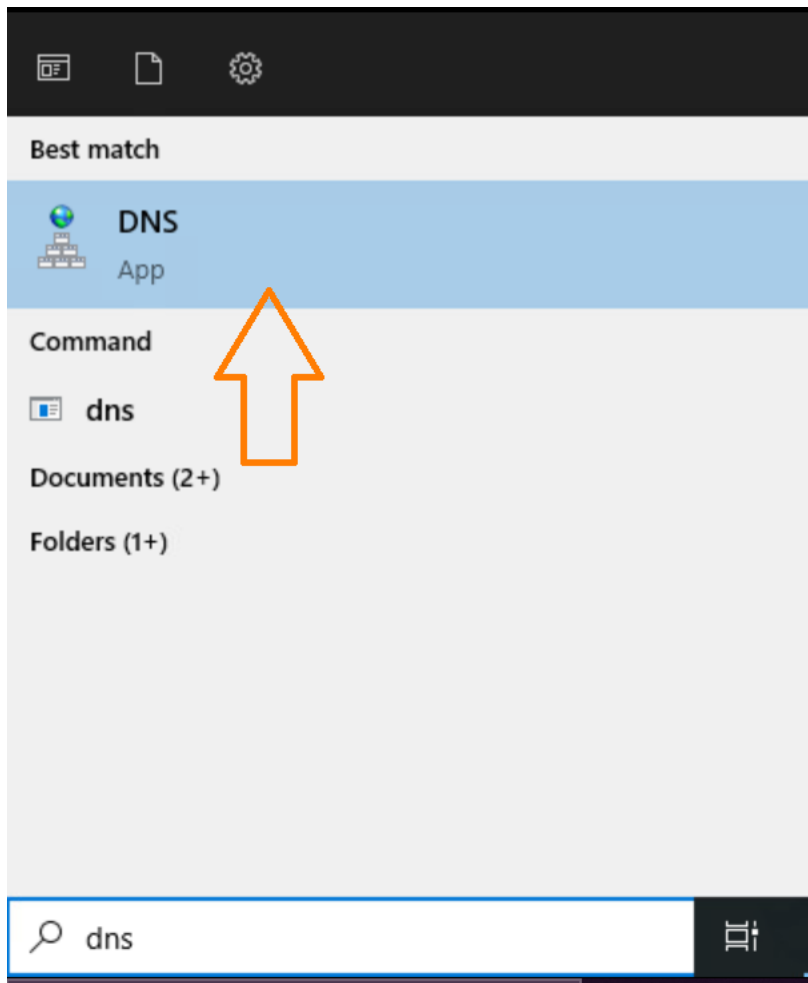 Best match
DNS
App
Command
dns
Documents (2+)
Folders (1+)
dns